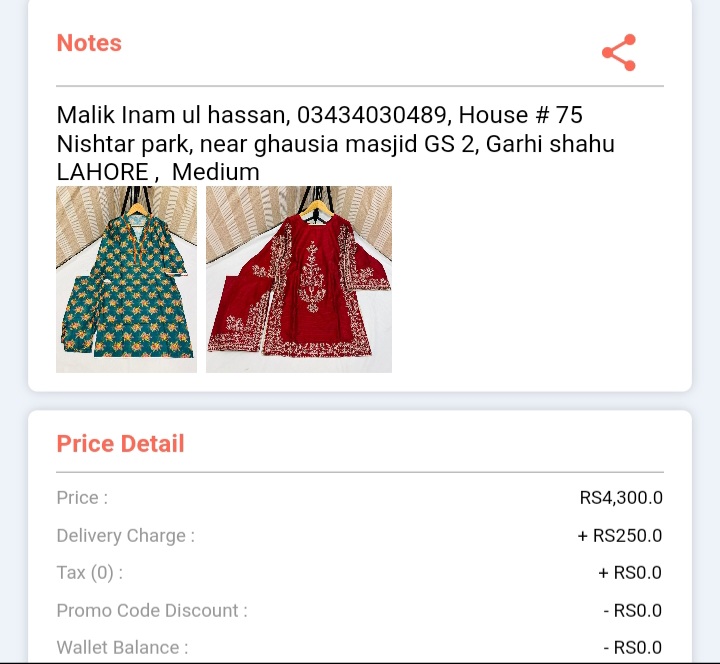 Notes
Malik Inam ul hassan, 03434030489, House # 75
Nishtar park, near ghausia masjid GS 2, Garhi shahu
LAHORE ,  Medium
Price Detail
Price : RS4,300.0
Delivery Charge : + RS250.0
Tax (0) : + RS0.0
Promo Code Discount : - RS0.0
Wallet Balance : - RS0.0